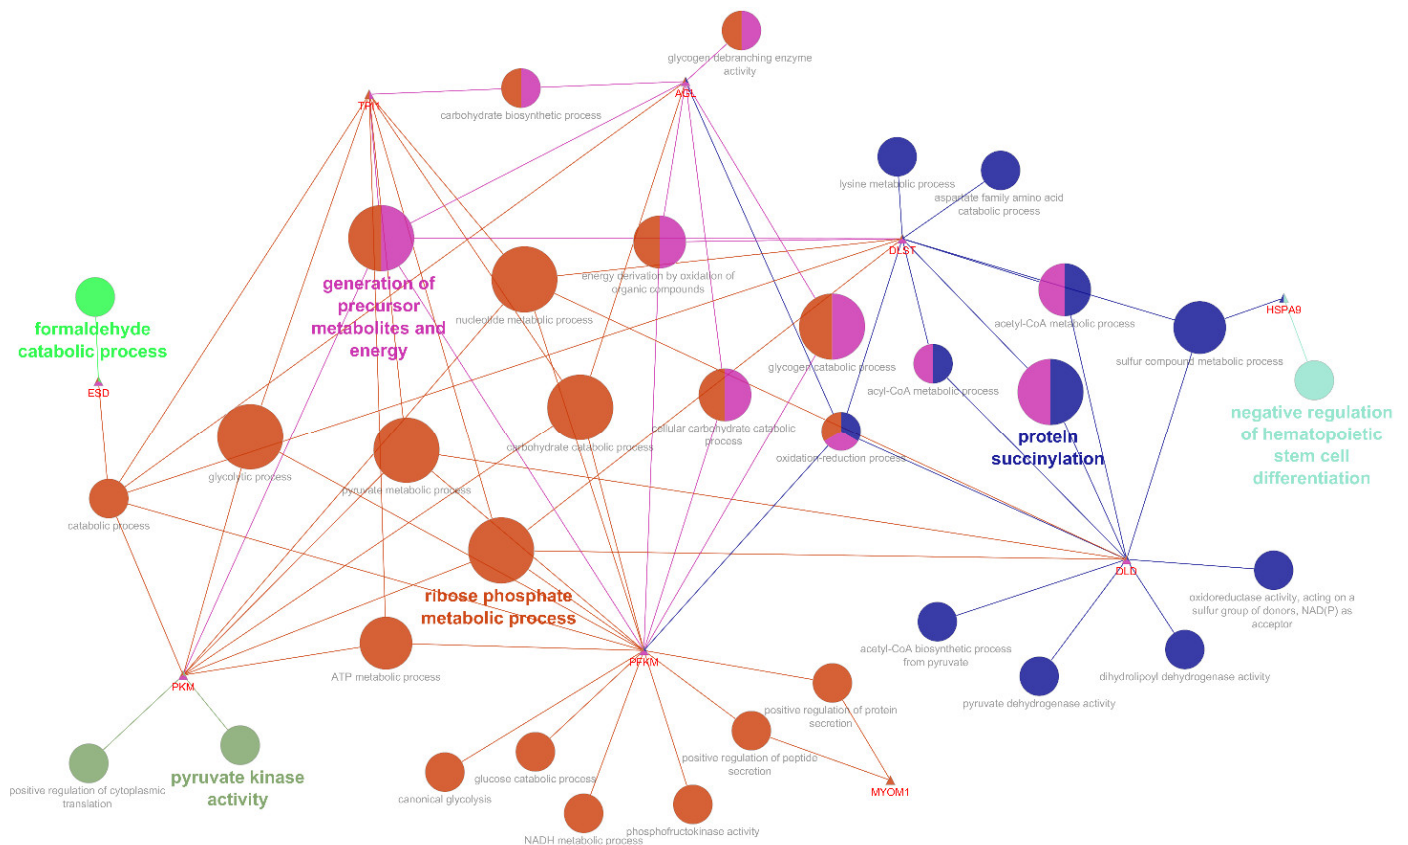 glycogen debranching enzyme
activity
TPI1
AGL
carbohydrate biosynthetic process
lysine metabolic process
aspartate family amino acid
catabolic process
DLST
energy derivation by oxidation of
organic compounds
generation of
precursor
metabolites and
energy
nucleotide metabolic process
acetyl-CoA metabolic process
HSPA9
formaldehyde
catabolic process
sulfur compound metabolic process
glycogen catabolic process
acyl-CoA metabolic process
ESD
negative regulation
of hematopoietic
stem cell
differentiation
cellular carbohydrate catabolic
process
protein
succinylation
carbohydrate catabolic process
oxidation-reduction process
glycolytic process
pyruvate metabolic process
catabolic process
DLD
oxidoreductase activity, acting on a
sulfur group of donors, NAD(P) as
acceptor
ribose phosphate
metabolic process
acetyl-CoA biosynthetic process
from pyruvate
PFKM
ATP metabolic process
dihydrolipoyl dehydrogenase activity
PKM
pyruvate dehydrogenase activity
positive regulation of protein
secretion
positive regulation of peptide
secretion
pyruvate kinase
activity
glucose catabolic process
positive regulation of cytoplasmic
translation
canonical glycolysis
MYOM1
phosphofructokinase activity
NADH metabolic process